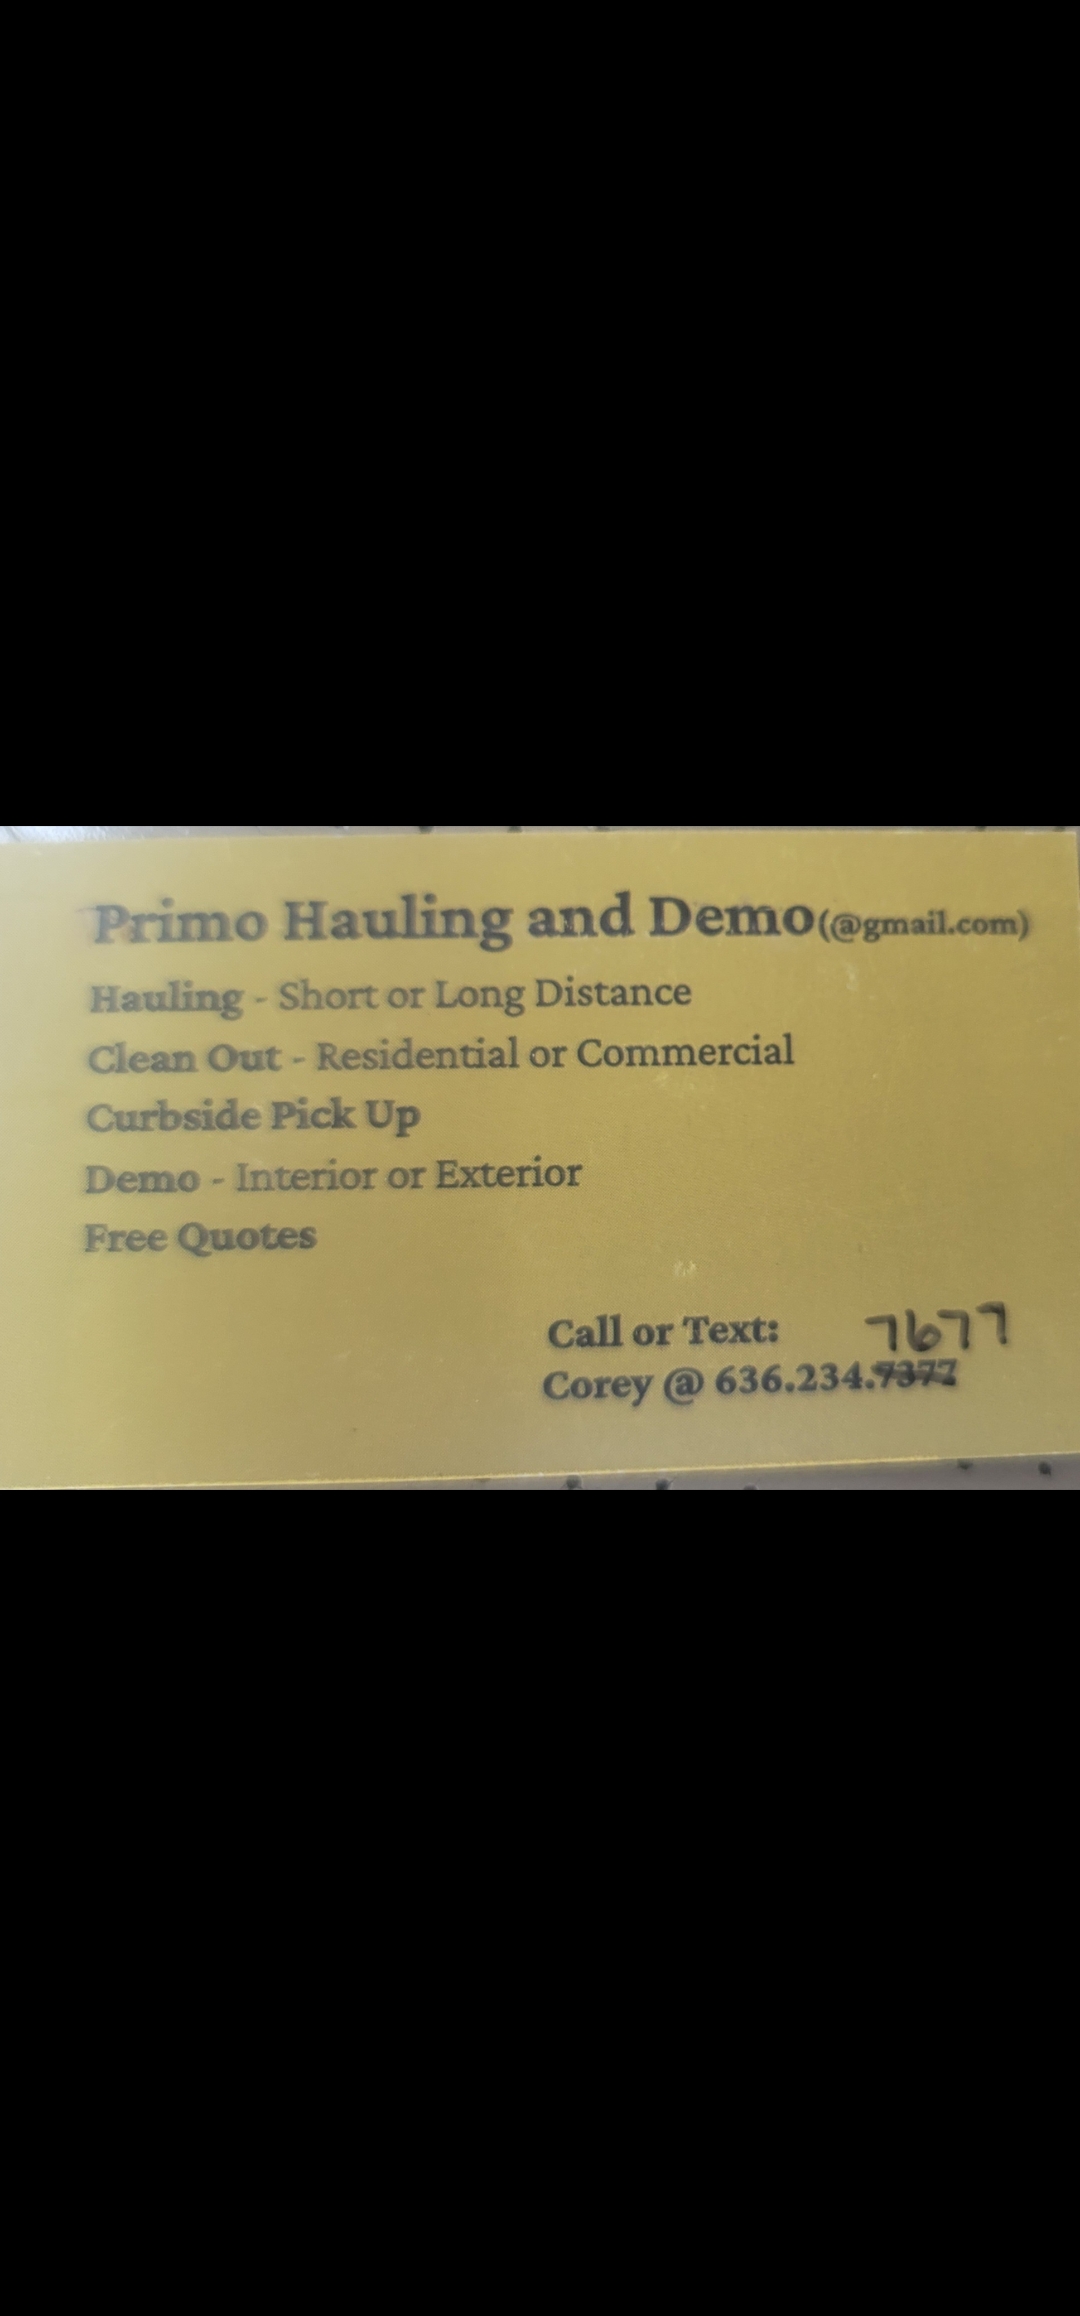 Primo Hauling and Demo(@gmail.com)
Hauling - Short or Long Distance
Clean Out - Residential or Commercial
Curbside Pick Up
Demo - Interior or Exterior
Free Quotes
Call or Text:
7677
Corey @ 636.234.7377